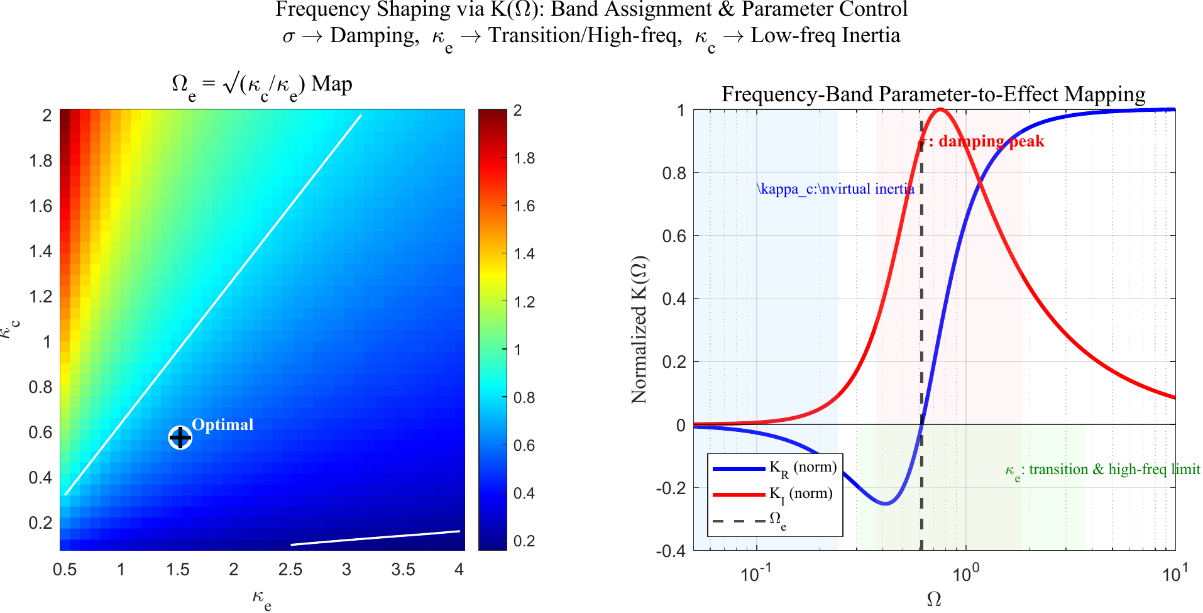 Frequency Shaping via K(Ω): Band Assignment & Parameter Control
σ → Damping, κe → Transition/High-freq, κc → Low-freq Inertia
Ωe = √(κc/κe) Map
2
1.8
1.6
1.4
1.2
1
0.8
0.6
0.4
0.2
κc
Optimal
0.5 1 1.5 2 2.5 3 3.5 4
κe
2
1.8
1.6
1.4
1.2
1
0.8
0.6
0.4
0.2
Frequency-Band Parameter-to-Effect Mapping
1
0.8
0.6
0.4
0.2
0
-0.2
-0.4
Normalized K(Ω)
: damping peak
\kappa_c:\nvirtual inertia
κe: transition & high-freq limit
KR (norm)
KI (norm)
Ωe
10-1 100 101
Ω